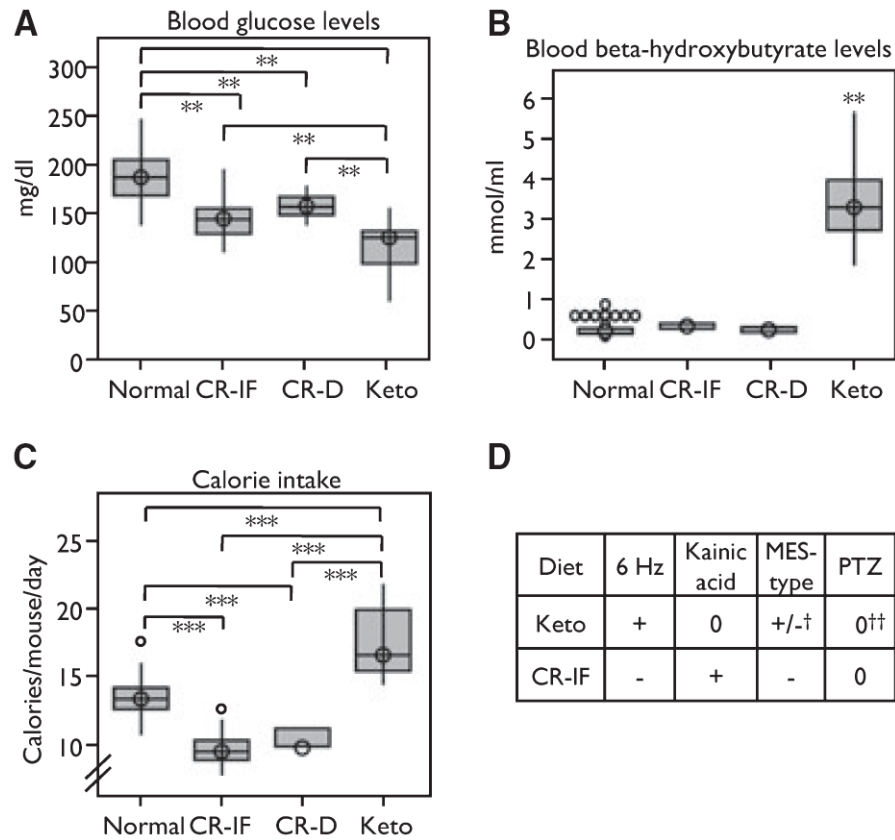 A
Blood glucose levels
mg/dl
300
250
200
150
100
50
0
**
**
**
**
**
Normal CR-IF CR-D Keto
B
Blood beta-hydroxybutyrate levels
mmol/ml
6
5
4
3
2
1
0
**
Normal CR-IF CR-D Keto
C
Calorie intake
Calories/mouse/day
25
20
15
10
***
***
***
***
***
Normal CR-IF CR-D Keto
D
Diet 6 Hz Kainic acid MES-type PTZ
Keto + 0 +/-† 0††
CR-IF - + - 0